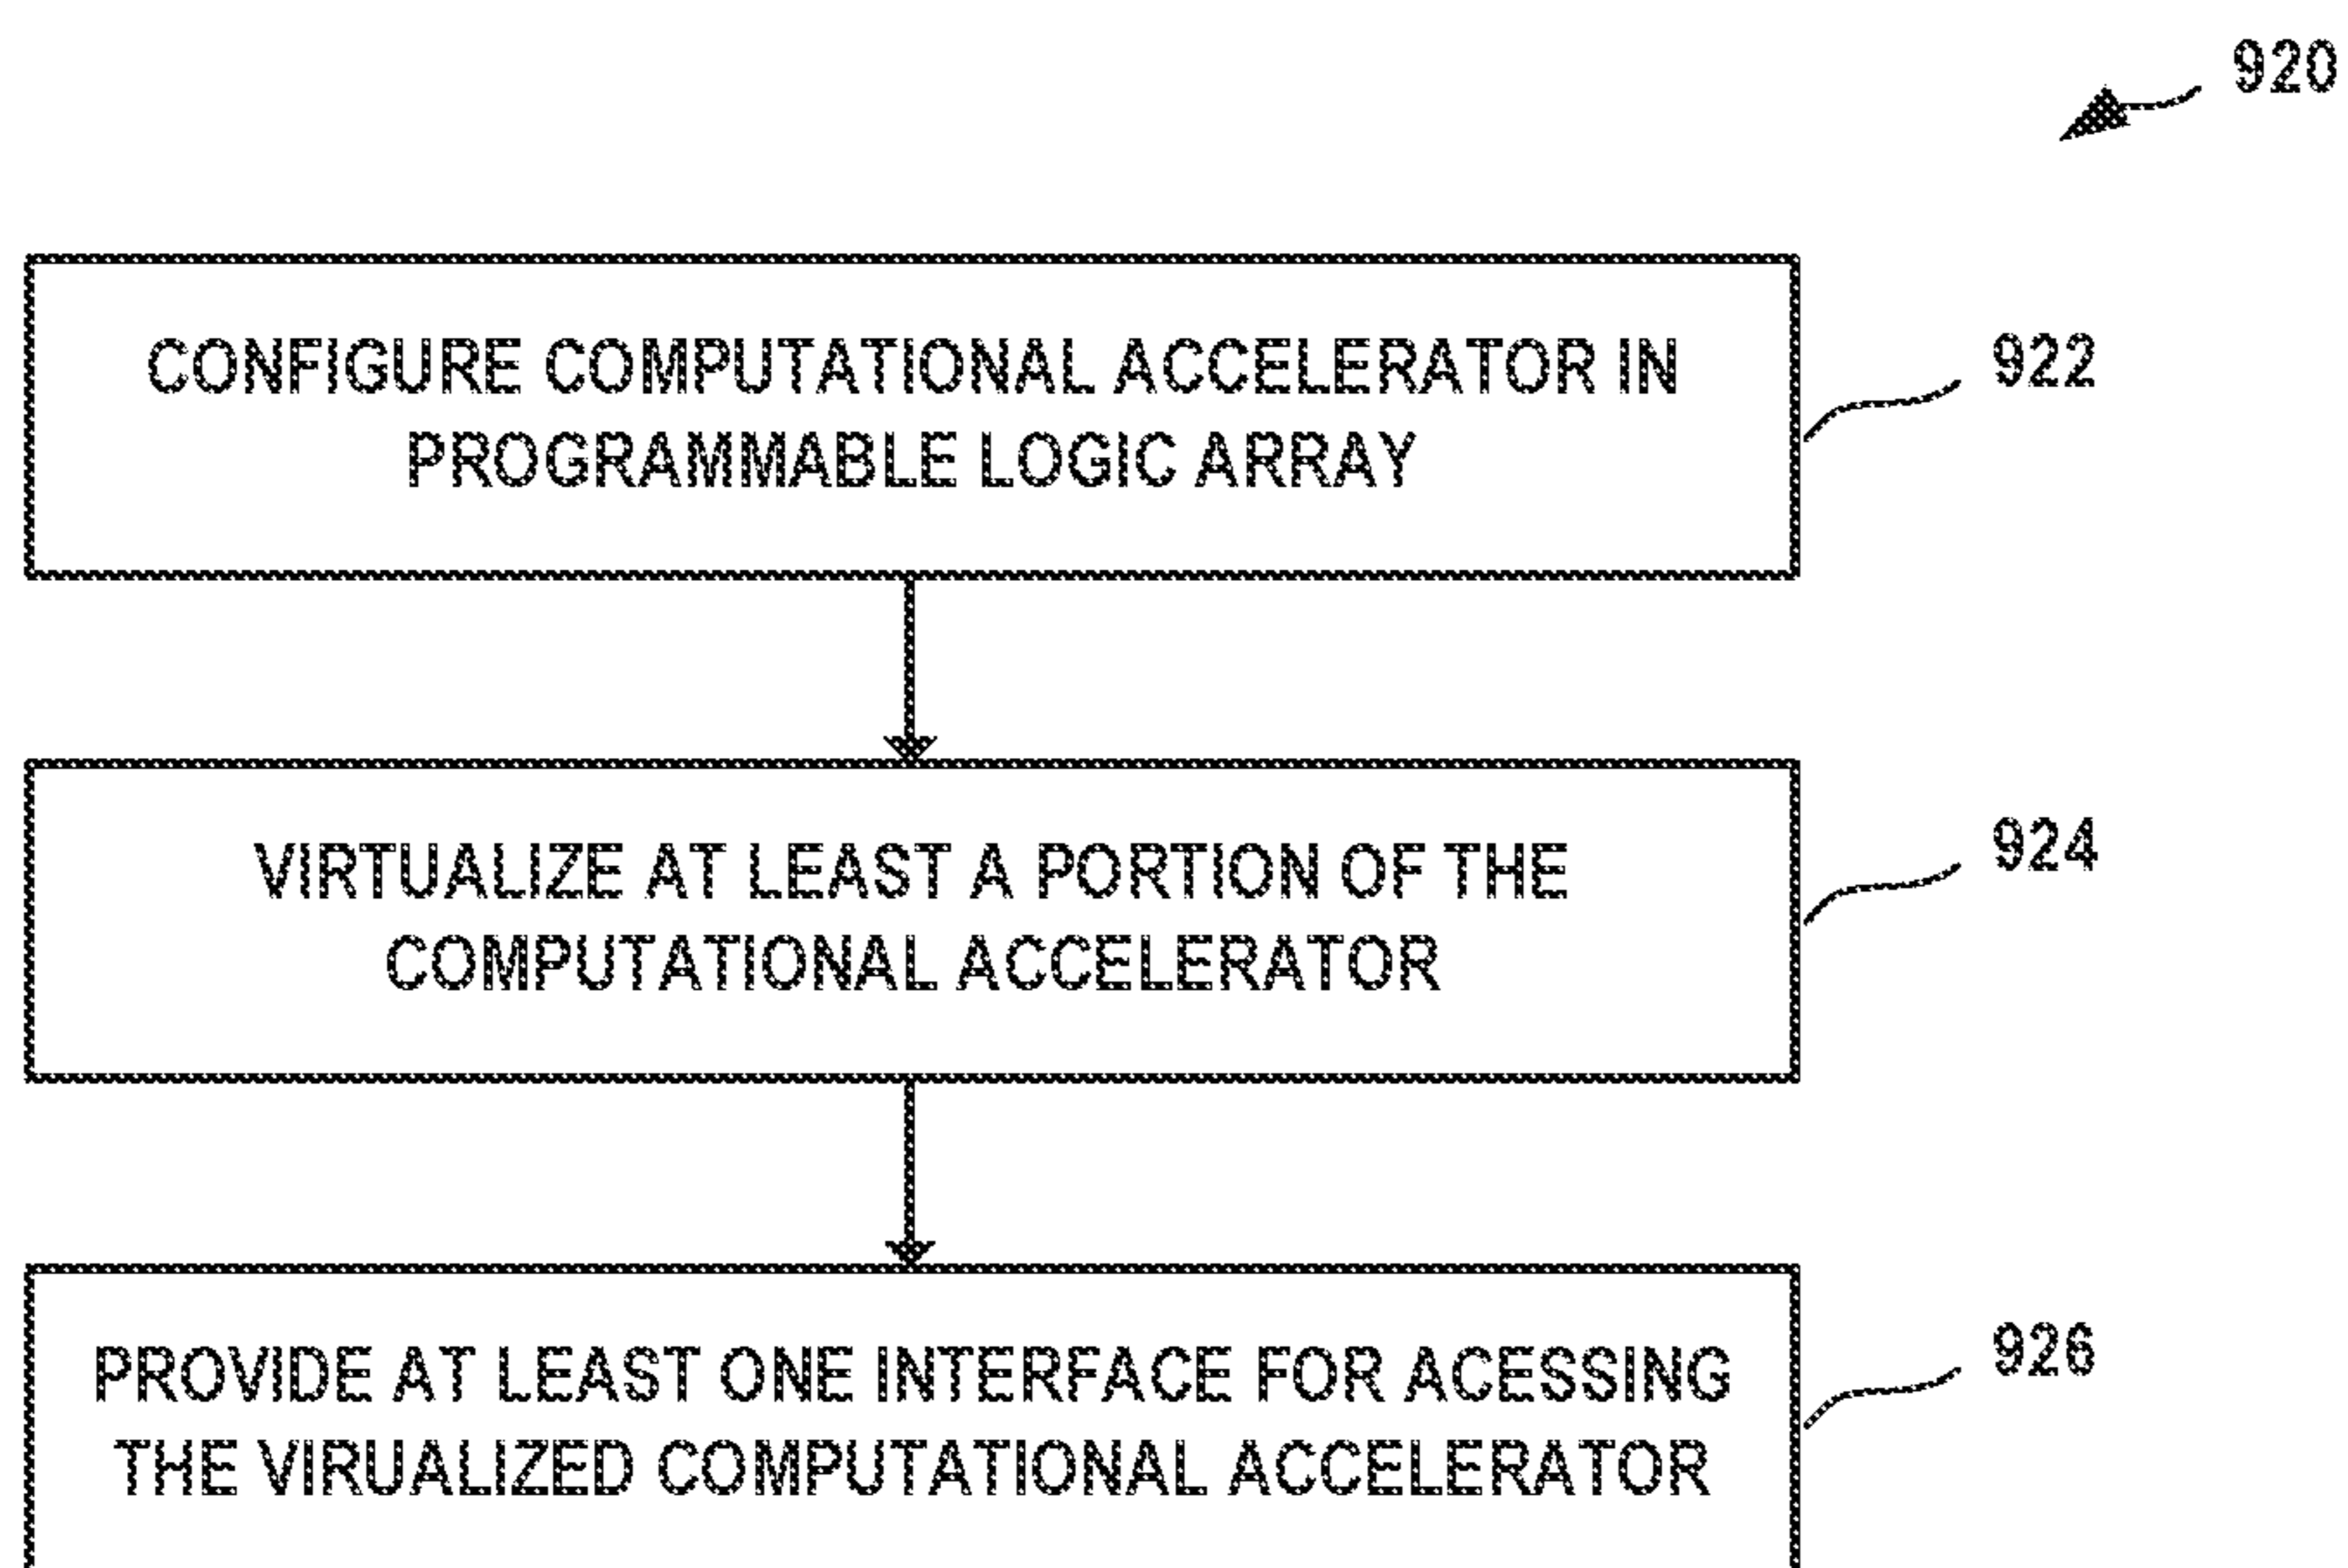 920
CONFIGURE COMPUTATIONAL ACCELERATOR IN
PROGRAMMABLE LOGIC ARRAY
922
VIRTUALIZE AT LEAST A PORTION OF THE
COMPUTATIONAL ACCELERATOR
924
PROVIDE AT LEAST ONE INTERFACE FOR ACESSING
THE VIRUALIZED COMPUTATIONAL ACCELERATOR
926